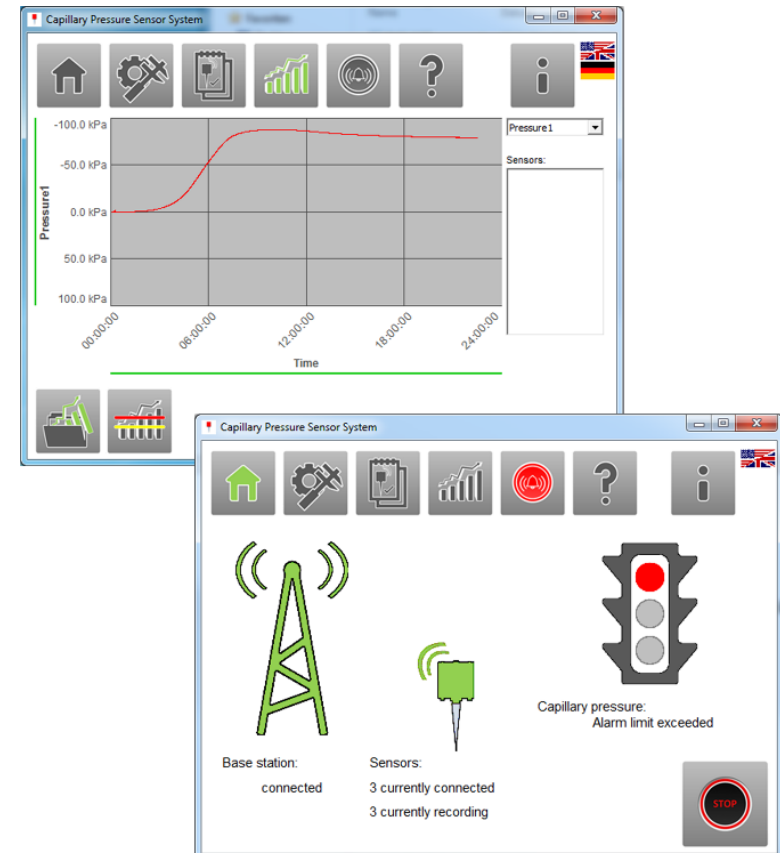 Capillary Pressure Sensor System
?
i
-100.0 kPa
-50.0 kPa
0.0 kPa
50.0 kPa
100.0 kPa
Pressure1
00:00:00
06:00:00
12:00:00
18:00:00
24:00:00
Time
Pressure1
Sensors:
Capillary Pressure Sensor System
?
i
Capillary pressure:
Alarm limit exceeded
Base station:
connected
Sensors:
3 currently connected
3 currently recording
STOP